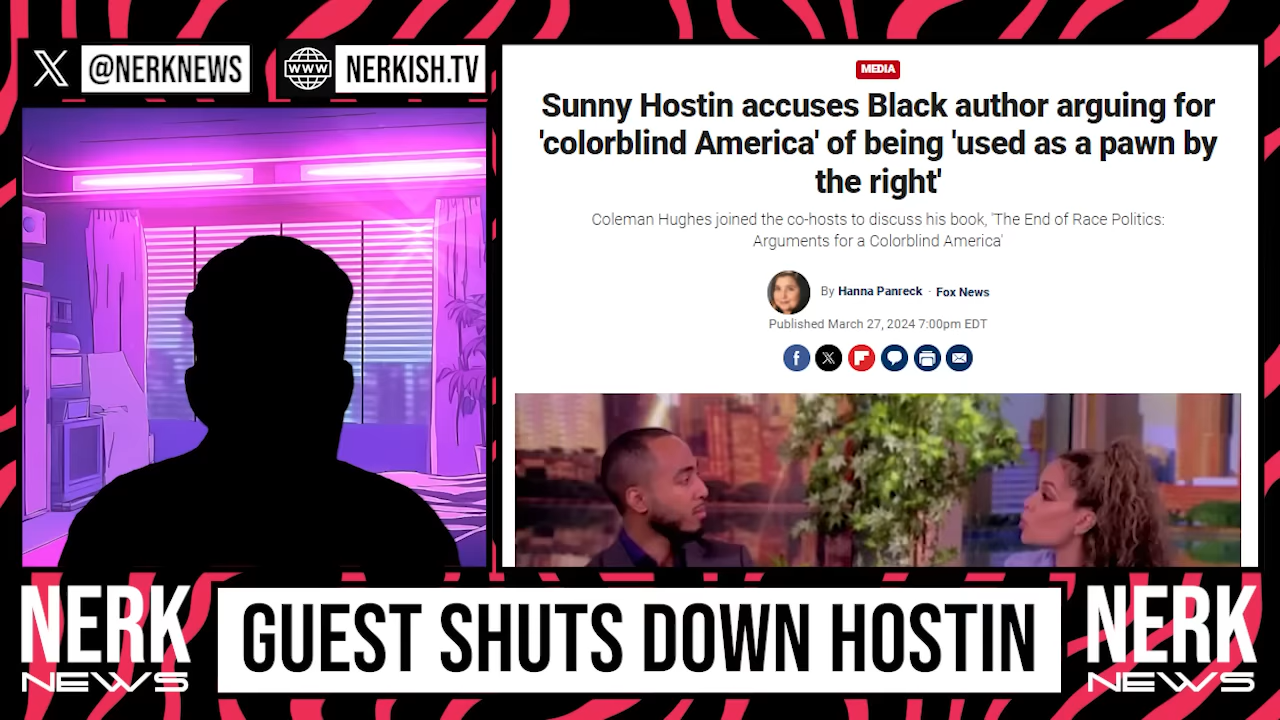 @NERKNEWS
WWW
NERKISH.TV
MEDIA
Sunny Hostin accuses Black author arguing for
'colorblind America' of being 'used as a pawn by
the right'
Coleman Hughes joined the co-hosts to discuss his book, 'The End of Race Politics:
Arguments for a Colorblind America'
By Hanna Panreck - Fox News
Published March 27, 2024 7:00pm EDT
NERK
NEWS
GUEST SHUTS DOWN HOSTIN
NERK
NEWS